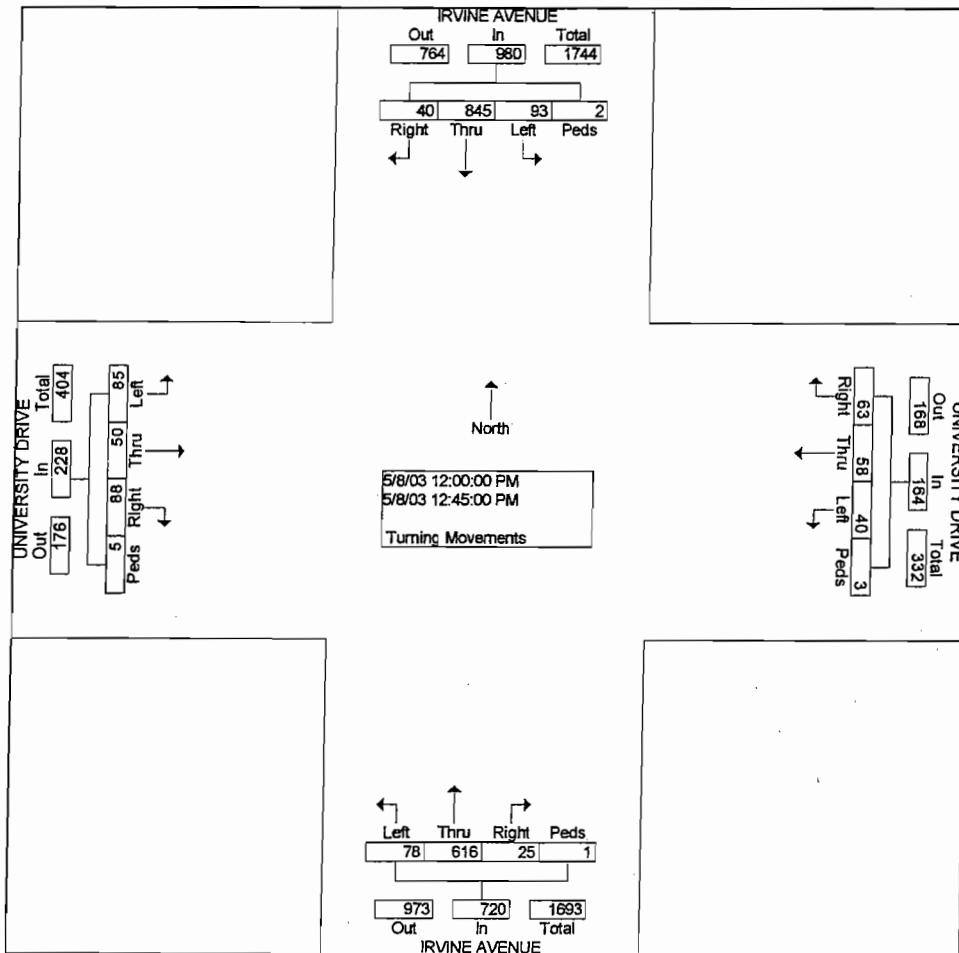 IRVINE AVENUE
Out In Total
764 980 1744
40 845 93 2
Right Thru Left Peds
UNIVERSITY DRIVE
Out In Total
176 228 404
85 50 88 5
Left Thru Right Peds
North
5/8/03 12:00:00 PM
5/8/03 12:45:00 PM
Turning Movements
Right Thru Left Peds
63 58 40 3
168 164 332
Out In Total
UNIVERSITY DRIVE
Left Thru Right Peds
78 616 25 1
973 720 1693
Out In Total
IRVINE AVENUE